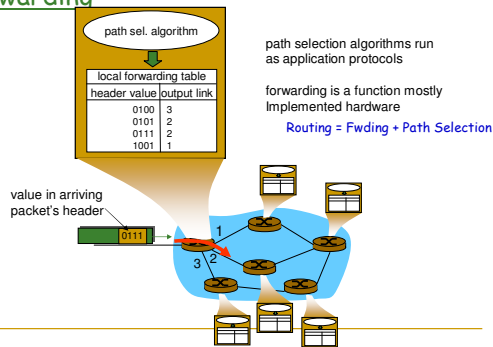 path sel. algorithm
local forwarding table
header value output link
0100 3
0101 2
0111 2
1001 1
path selection algorithms run
as application protocols
forwarding is a function mostly
Implemented hardware
Routing = Fwding + Path Selection
value in arriving
packet's header
0111
1
2
3